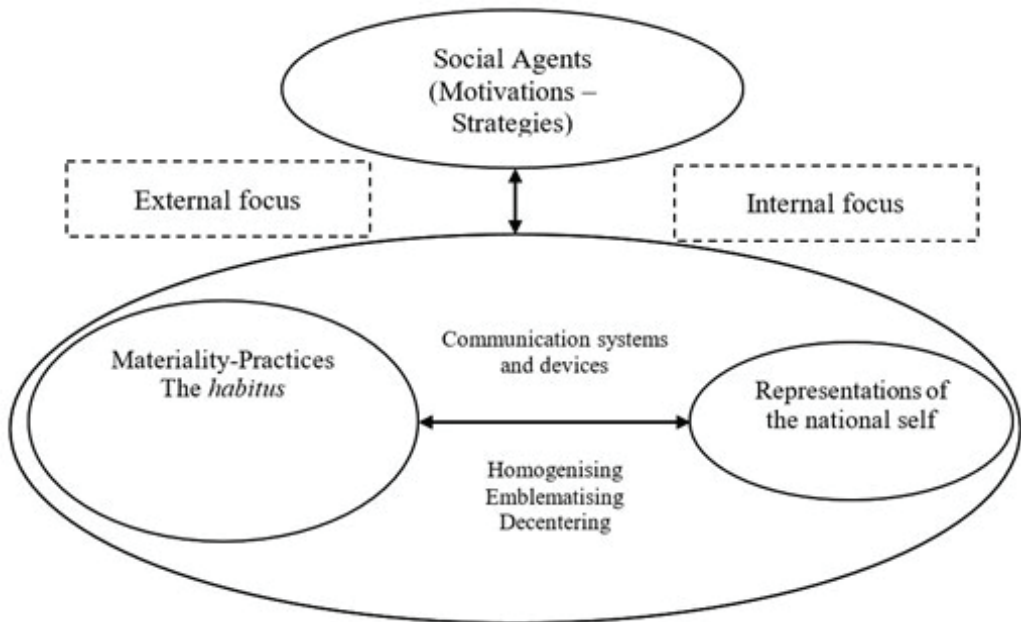 Social Agents
(Motivations –
Strategies)
External focus
Internal focus
Materiality-Practices
The habitus
Communication systems
and devices
Representations of
the national self
Homogenising
Emblematising
Decentering